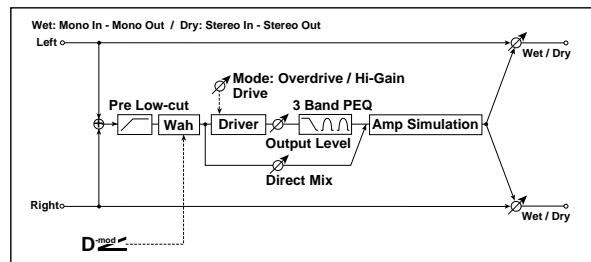 Wet: Mono In - Mono Out / Dry: Stereo In - Stereo Out
Left
Wet / Dry
Mode: Overdrive / Hi-Gain
Drive
Pre Low-cut
3 Band PEQ
Wah
Driver
Amp Simulation
Output Level
Direct Mix
Right
Wet / Dry
D-mod